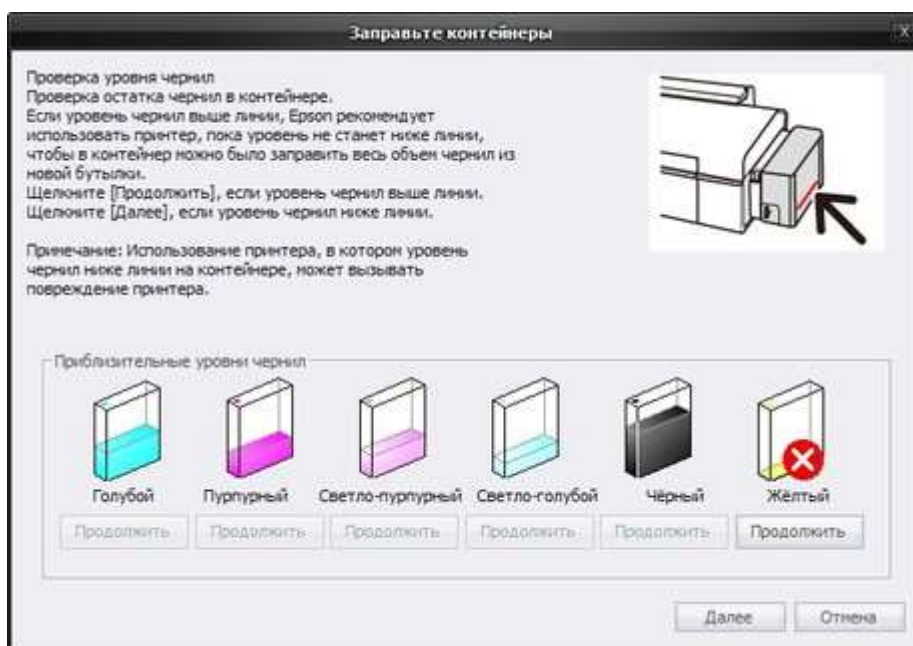 Заправьте контейнеры
Проверка уровня чернил
Проверка остатка чернил в контейнере.
Если уровень чернил выше линии, Epson рекомендует
использовать принтер, пока уровень не станет ниже линии,
чтобы в контейнер можно было заправить весь объем чернил из
новой бутылки.
Щелкните [Продолжить], если уровень чернил выше линии.
Щелкните [Далее], если уровень чернил ниже линии.
Примечание: Использование принтера, в котором уровень
чернил ниже линии на контейнере, может вызывать
повреждение принтера.
Приблизительные уровни чернил
Голубой Пурпурный Светло-пурпурный Светло-голубой Чёрный Жёлтый
Продолжить Продолжить Продолжить Продолжить Продолжить Продолжить
Далее Отмена